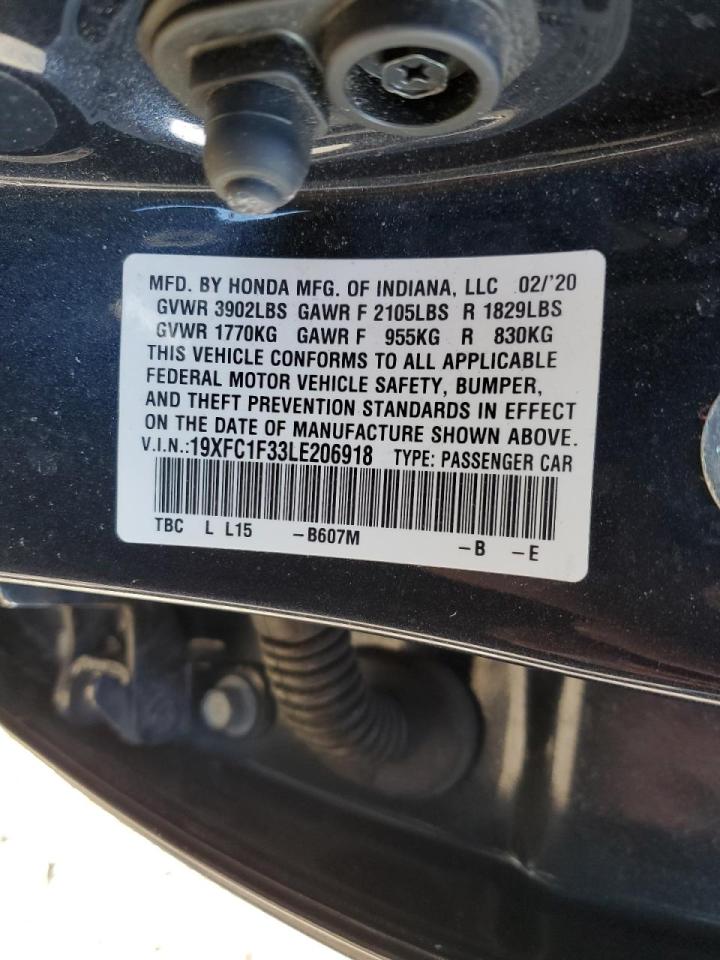 MFD. BY HONDA MFG. OF INDIANA, LLC 02/'20
GVWR 3902LBS GAWR F 2105LBS R 1829LBS
GVWR 1770KG GAWR F 955KG R 830KG
THIS VEHICLE CONFORMS TO ALL APPLICABLE
FEDERAL MOTOR VEHICLE SAFETY, BUMPER,
AND THEFT PREVENTION STANDARDS IN EFFECT
ON THE DATE OF MANUFACTURE SHOWN ABOVE.
V.I.N.:19XFC1F33LE206918 TYPE: PASSENGER CAR
TBC L L15 -B607M -B -E